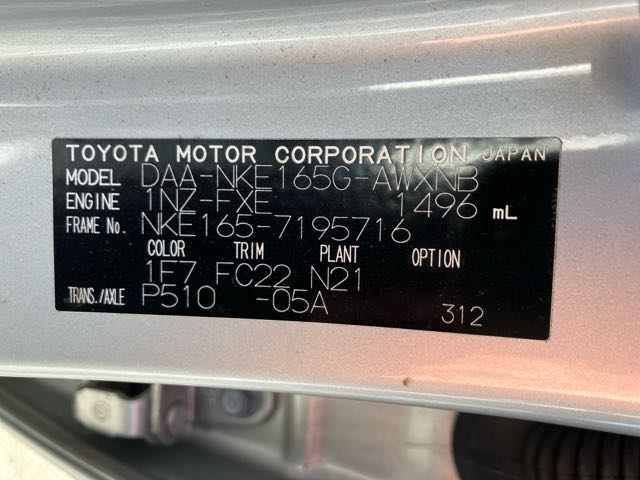 TOYOTA MOTOR CORPORATION JAPAN
MODEL DAA-NKE165G-AWXNB
ENGINE 1NZ-FXE 1496 mL
FRAME No. NKE165-7195716
COLOR TRIM PLANT OPTION
1F7 FC22 N21
TRANS./AXLE P510 -05A 312